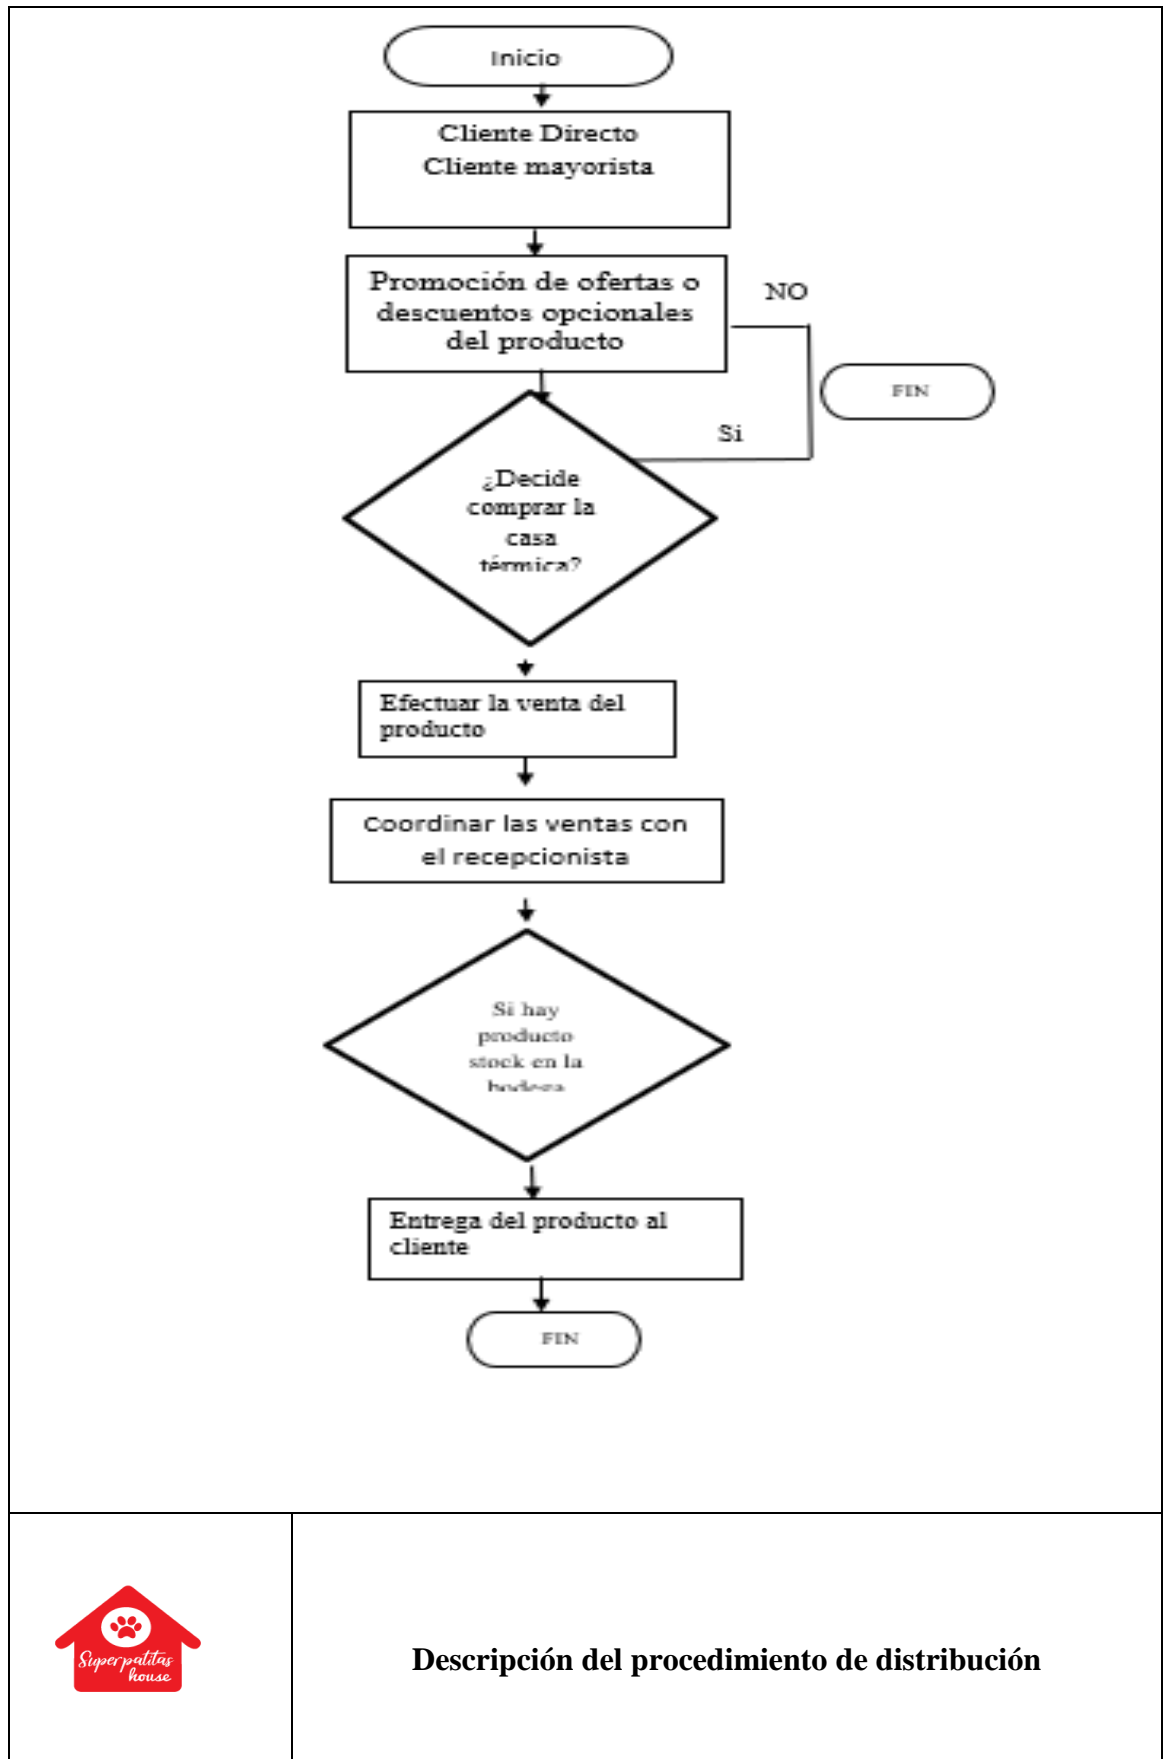 Inicio
Cliente Directo
Cliente mayorista
Promoción de ofertas o
descuentos opcionales
del producto
NO
FIN
Si
¿Decide
comprar la
casa
térmica?
Efectuar la venta del
producto
Coordinar las ventas con
el recepcionista
Si hay
producto
stock en la
bodega
Entrega del producto al
cliente
FIN
Superpatitas
house
Descripción del procedimiento de distribución